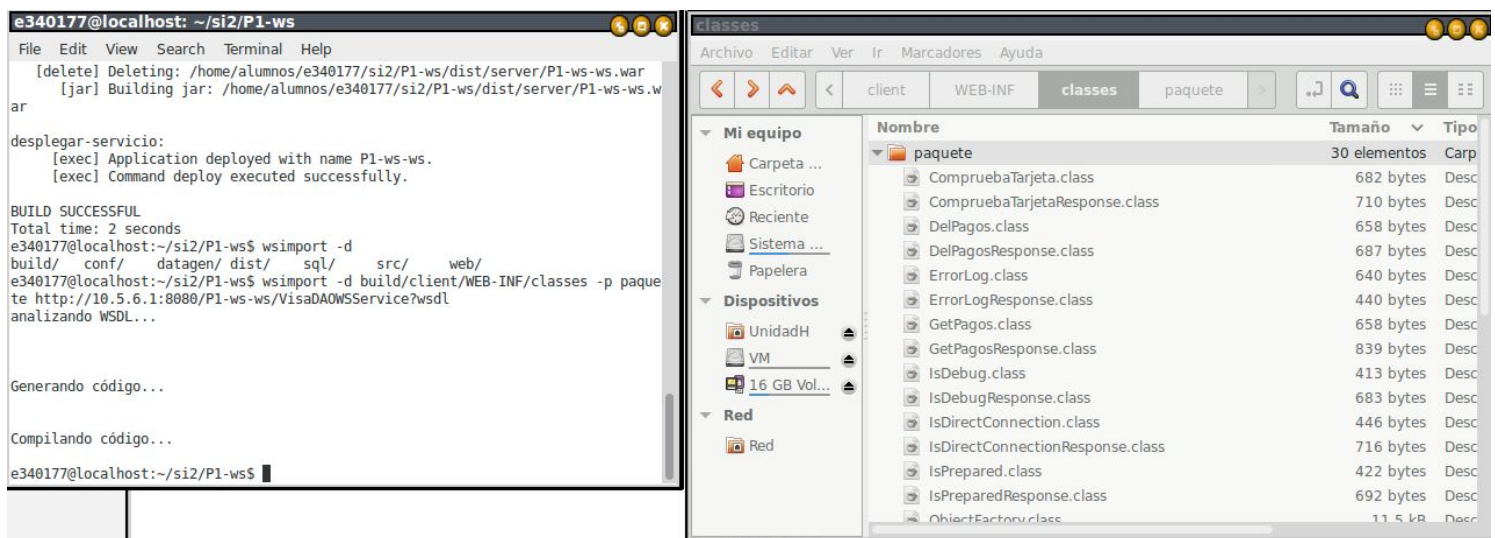 e340177@localhost: ~/si2/P1-ws
File Edit View Search Terminal Help
[delete] Deleting: /home/alumnos/e340177/si2/P1-ws/dist/server/P1-ws-ws.war
[jar] Building jar: /home/alumnos/e340177/si2/P1-ws/dist/server/P1-ws-ws.w
ar
desplegar-servicio:
[exec] Application deployed with name P1-ws-ws.
[exec] Command deploy executed successfully.
BUILD SUCCESSFUL
Total time: 2 seconds
e340177@localhost:~/si2/P1-ws$ wsimport -d
build/ conf/ datagen/ dist/ sql/ src/ web/
e340177@localhost:~/si2/P1-ws$ wsimport -d build/client/WEB-INF/classes -p paque
te http://10.5.6.1:8080/P1-ws-ws/VisaDAOWSService?wsdl
analizando WSDL...
Generando código...
Compilando código...
e340177@localhost:~/si2/P1-ws$
classes
Archivo Editar Ver Ir Marcadores Ayuda
client WEB-INF classes paquete
Mi equipo
Carpeta ...
Escritorio
Reciente
Sistema ...
Papelera
Dispositivos
UnidadH
VM
16 GB Vol...
Red
Red
Nombre Tamaño Tipo
paquete 30 elementos Carp
CompruebaTarjeta.class 682 bytes Desc
CompruebaTarjetaResponse.class 710 bytes Desc
DelPagos.class 658 bytes Desc
DelPagosResponse.class 687 bytes Desc
ErrorLog.class 640 bytes Desc
ErrorLogResponse.class 440 bytes Desc
GetPagos.class 658 bytes Desc
GetPagosResponse.class 839 bytes Desc
IsDebug.class 413 bytes Desc
IsDebugResponse.class 683 bytes Desc
IsDirectConnection.class 446 bytes Desc
IsDirectConnectionResponse.class 716 bytes Desc
IsPrepared.class 422 bytes Desc
IsPreparedResponse.class 692 bytes Desc
ObjectFactory.class 11,5 kB Desc